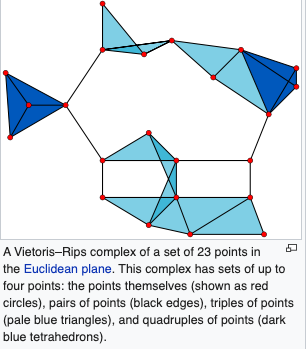 A Vietoris–Rips complex of a set of 23 points in
the Euclidean plane. This complex has sets of up to
four points: the points themselves (shown as red
circles), pairs of points (black edges), triples of points
(pale blue triangles), and quadruples of points (dark
blue tetrahedrons).